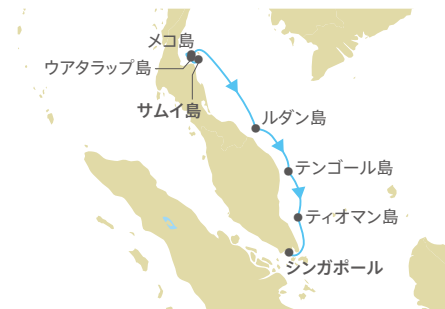 メコ島
ウアタラップ島
サムイ島
ルダン島
テンゴール島
ティオマン島
シンガポール